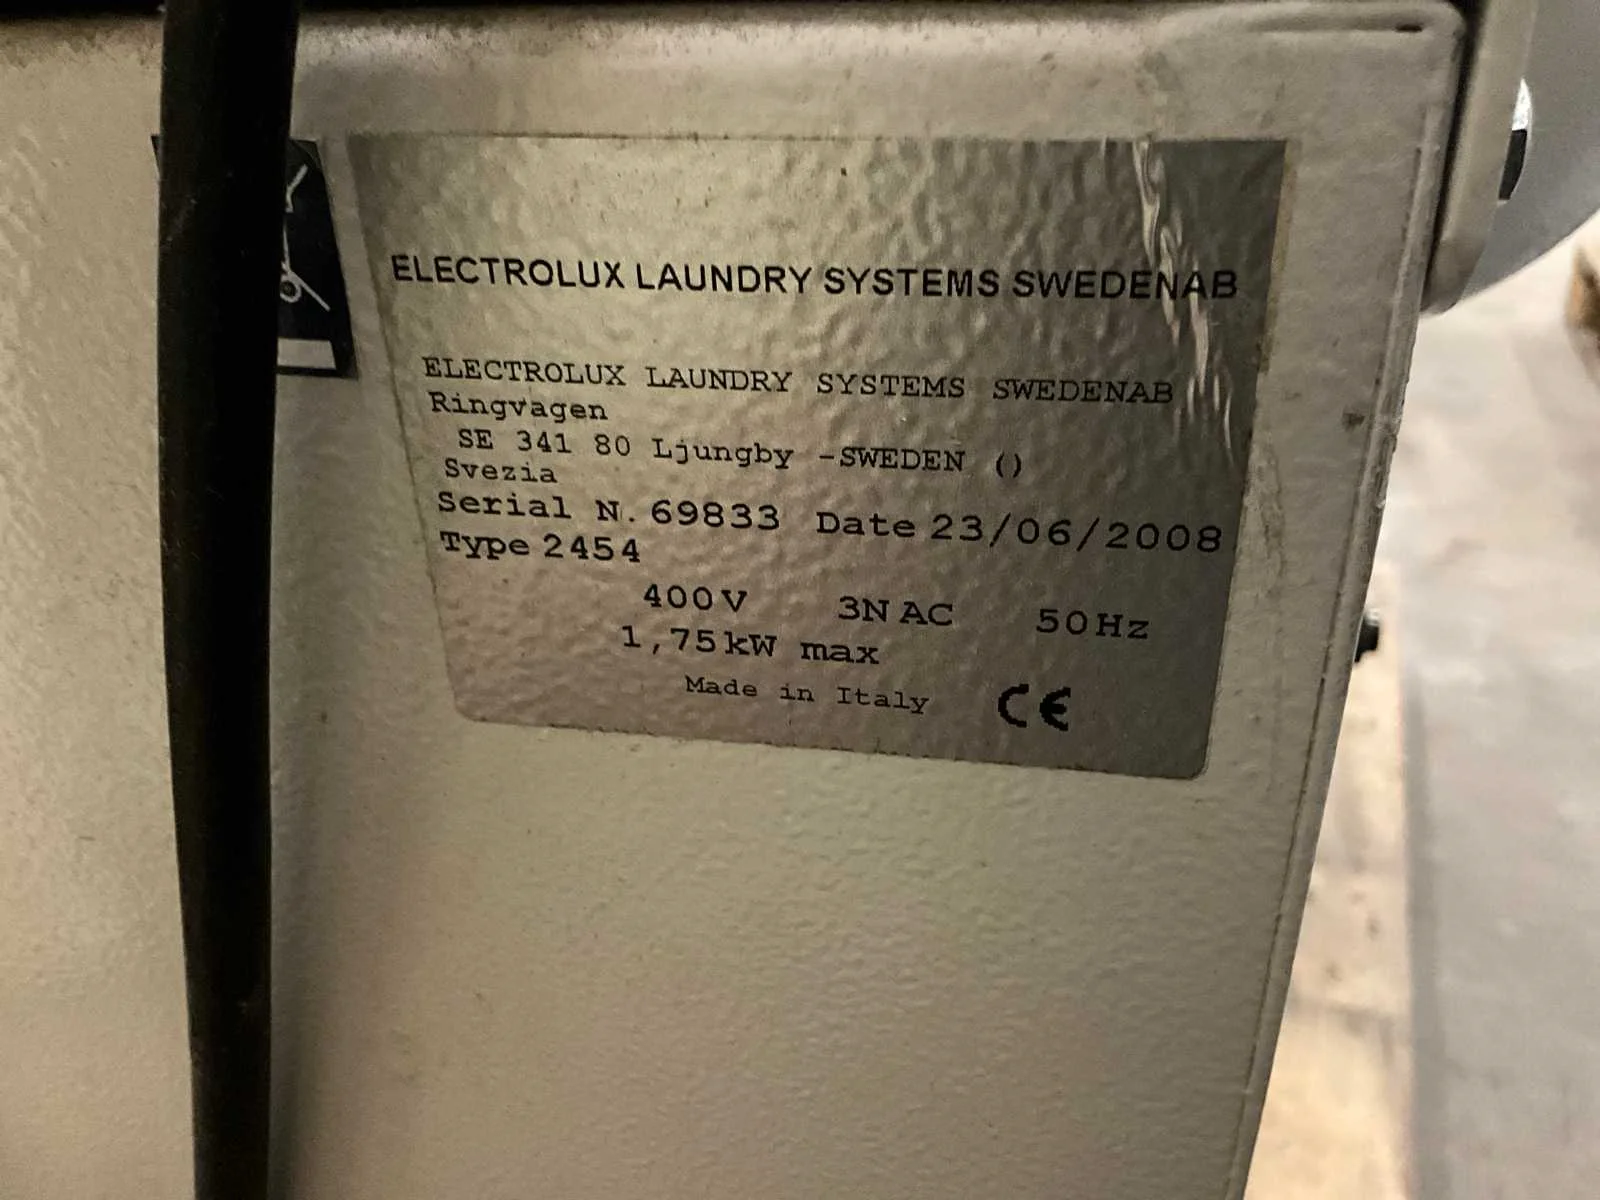 ELECTROLUX LAUNDRY SYSTEMS SWEDENAB
ELECTROLUX LAUNDRY SYSTEMS SWEDENAB
Ringvagen
SE 341 80 Ljungby -SWEDEN ()
Svezia
Serial N. 69833 Date 23/06/2008
Type 2454
400V 3N AC 50Hz
1,75kW max
Made in Italy CE